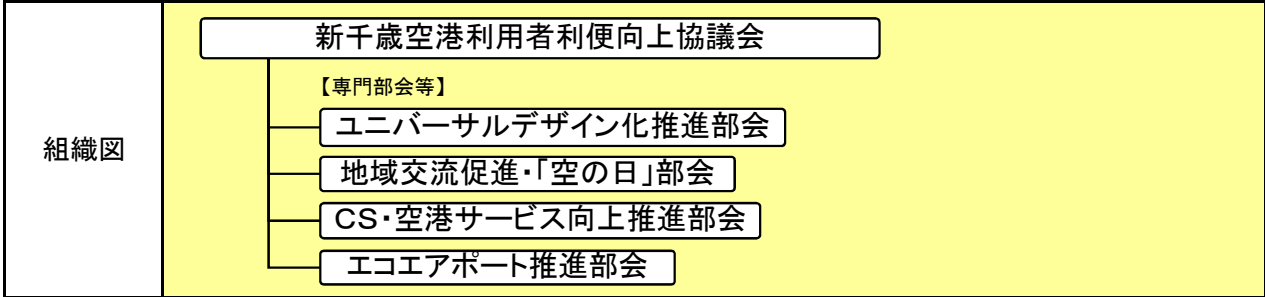 組織図
新千歳空港利用者利便向上協議会
【専門部会等】
ユニバーサルデザイン化推進部会
地域交流促進・「空の日」部会
CS・空港サービス向上推進部会
エコエアポート推進部会